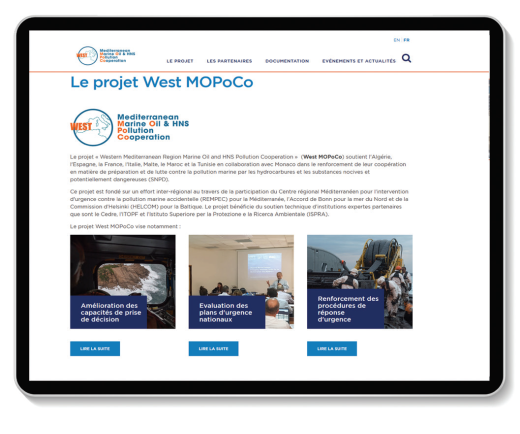 EN FR
WEST
Mediterranean
Marine Oil & HNS
Pollution
Cooperation
LE PROJET LES PARTENAIRES DOCUMENTATION EVÉNEMENTS ET ACTUALITÉS
Le projet West MOPoCo
WEST
Mediterranean
Marine Oil & HNS
Pollution
Cooperation
Le projet « Western Mediterranean Region Marine Oil and HNS Pollution Cooperation » (West MOPoCo) soutient l'Algérie,
l'Espagne, la France, l'Italie, Malte, le Maroc et la Tunisie en collaboration avec Monaco dans le renforcement de leur coopération
en matière de préparation et de lutte contre la pollution marine par les hydrocarbures et les substances nocives et
potentiellement dangereuses (SNPD).
Ce projet est fondé sur un effort inter-régional au travers de la participation du Centre régional Méditerranéen pour l'intervention
d'urgence contre la pollution marine accidentelle (REMPEC) pour la Méditerranée, l'Accord de Bonn pour la mer du Nord et de la
Commission d'Helsinki (HELCOM) pour la Baltique. Le projet bénéficie du soutien technique d'institutions expertes partenaires
que sont le Cedre, l'ITOPF et l'Istituto Superiore per la Protezione e la Ricerca Ambientale (ISPRA).
Le projet West MOPoCo vise notamment :
Amélioration des
capacités de prise
de décision
Evaluation des
plans d'urgence
nationaux
Renforcement des
procédures de
réponse
d'urgence
LIRE LA SUITE LIRE LA SUITE LIRE LA SUITE